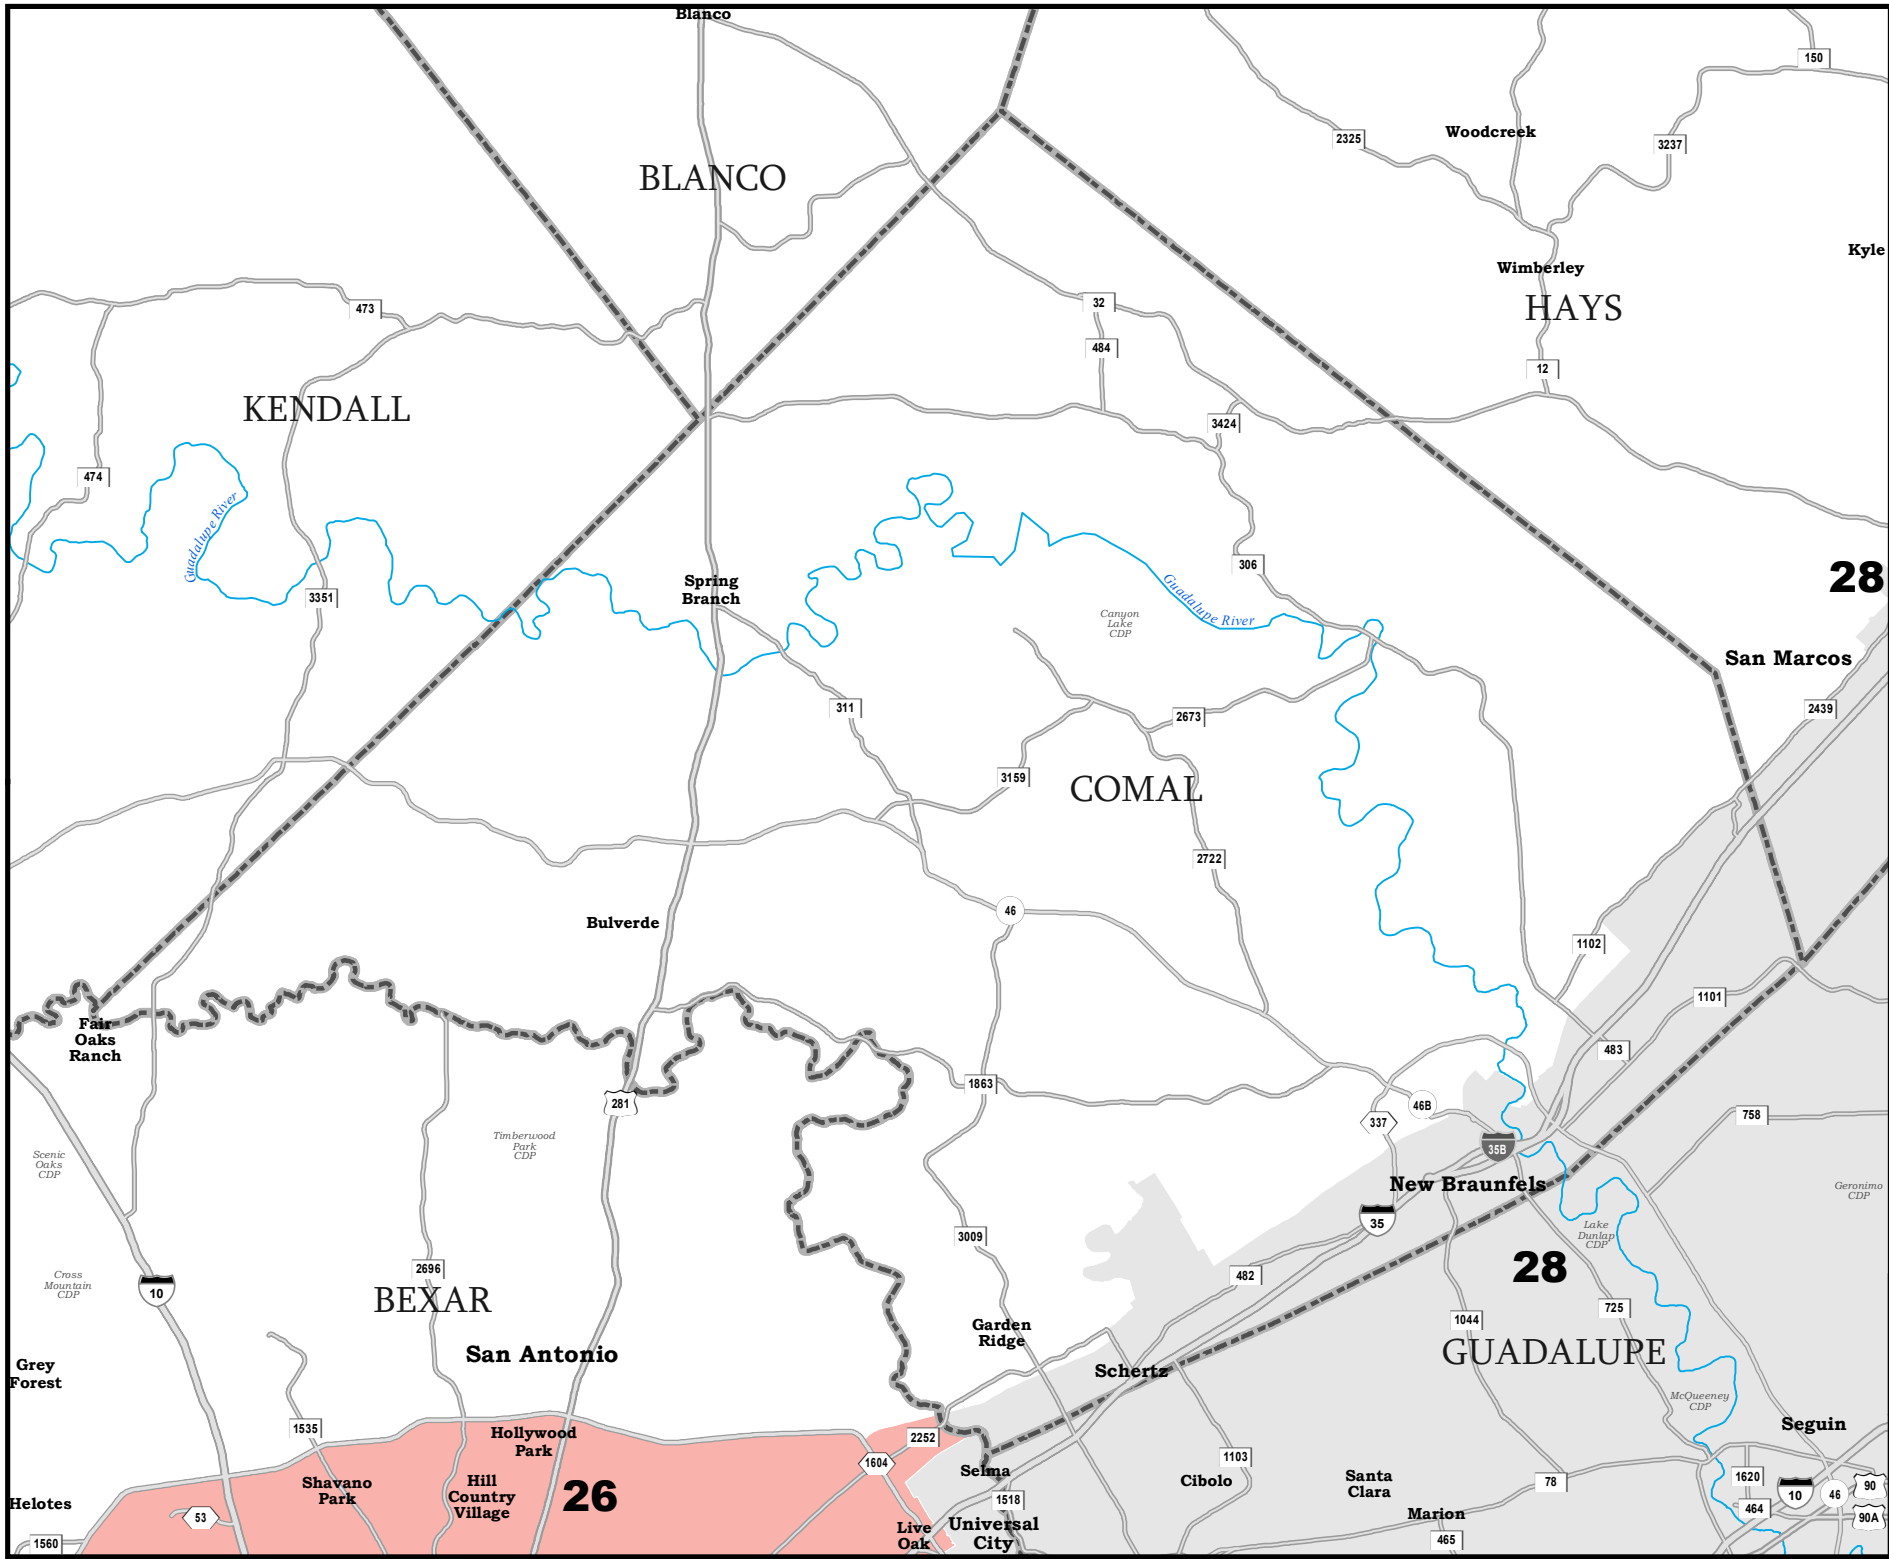 Blanco
150
2325
Woodcreek
3237
BLANCO
Kyle
Wimberley
HAYS
473
32
484
12
KENDALL
3424
474
Guadalupe River
306
28
Spring
Branch
3351
Guadalupe River
Canyon
Lake
CDP
San Marcos
311
2673
2439
3159
COMAL
2722
46
Bulverde
1102
1101
Fair
Oaks
Ranch
483
1863
281
46B
337
758
Timberwood
Park
CDP
35B
Scenic
Oaks
CDP
New Braunfels
Geronimo
CDP
35
Lake
Dunlap
CDP
3009
2696
482
28
Cross
Mountain
CDP
10
BEXAR
725
1044
Garden
Ridge
San Antonio
GUADALUPE
Grey
Forest
Schertz
McQueeney
CDP
Seguin
1535
Hollywood
Park
2252
1604
1103
Selma
Cibolo
Santa
Clara
78
1620
Shavano
Park
Hill
Country
Village
26
10
46
90
Helotes
53
1518
464
90A
Marion
Live
Oak
Universal
City
465
1560